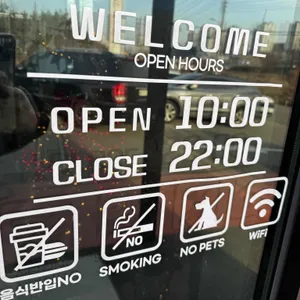 WELCOME
OPEN HOURS
OPEN 10:00
CLOSE 22:00
음식반입NO
NO
SMOKING
NO PETS
WiFi